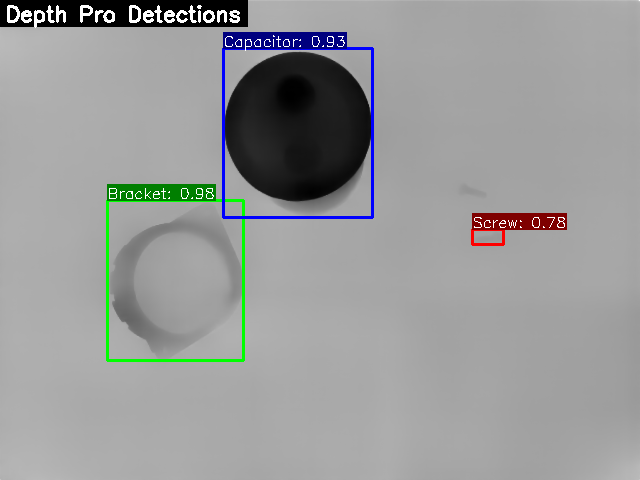 Depth Pro Detections
Capacitor: 0.93
Bracket: 0.98
Screw: 0.78